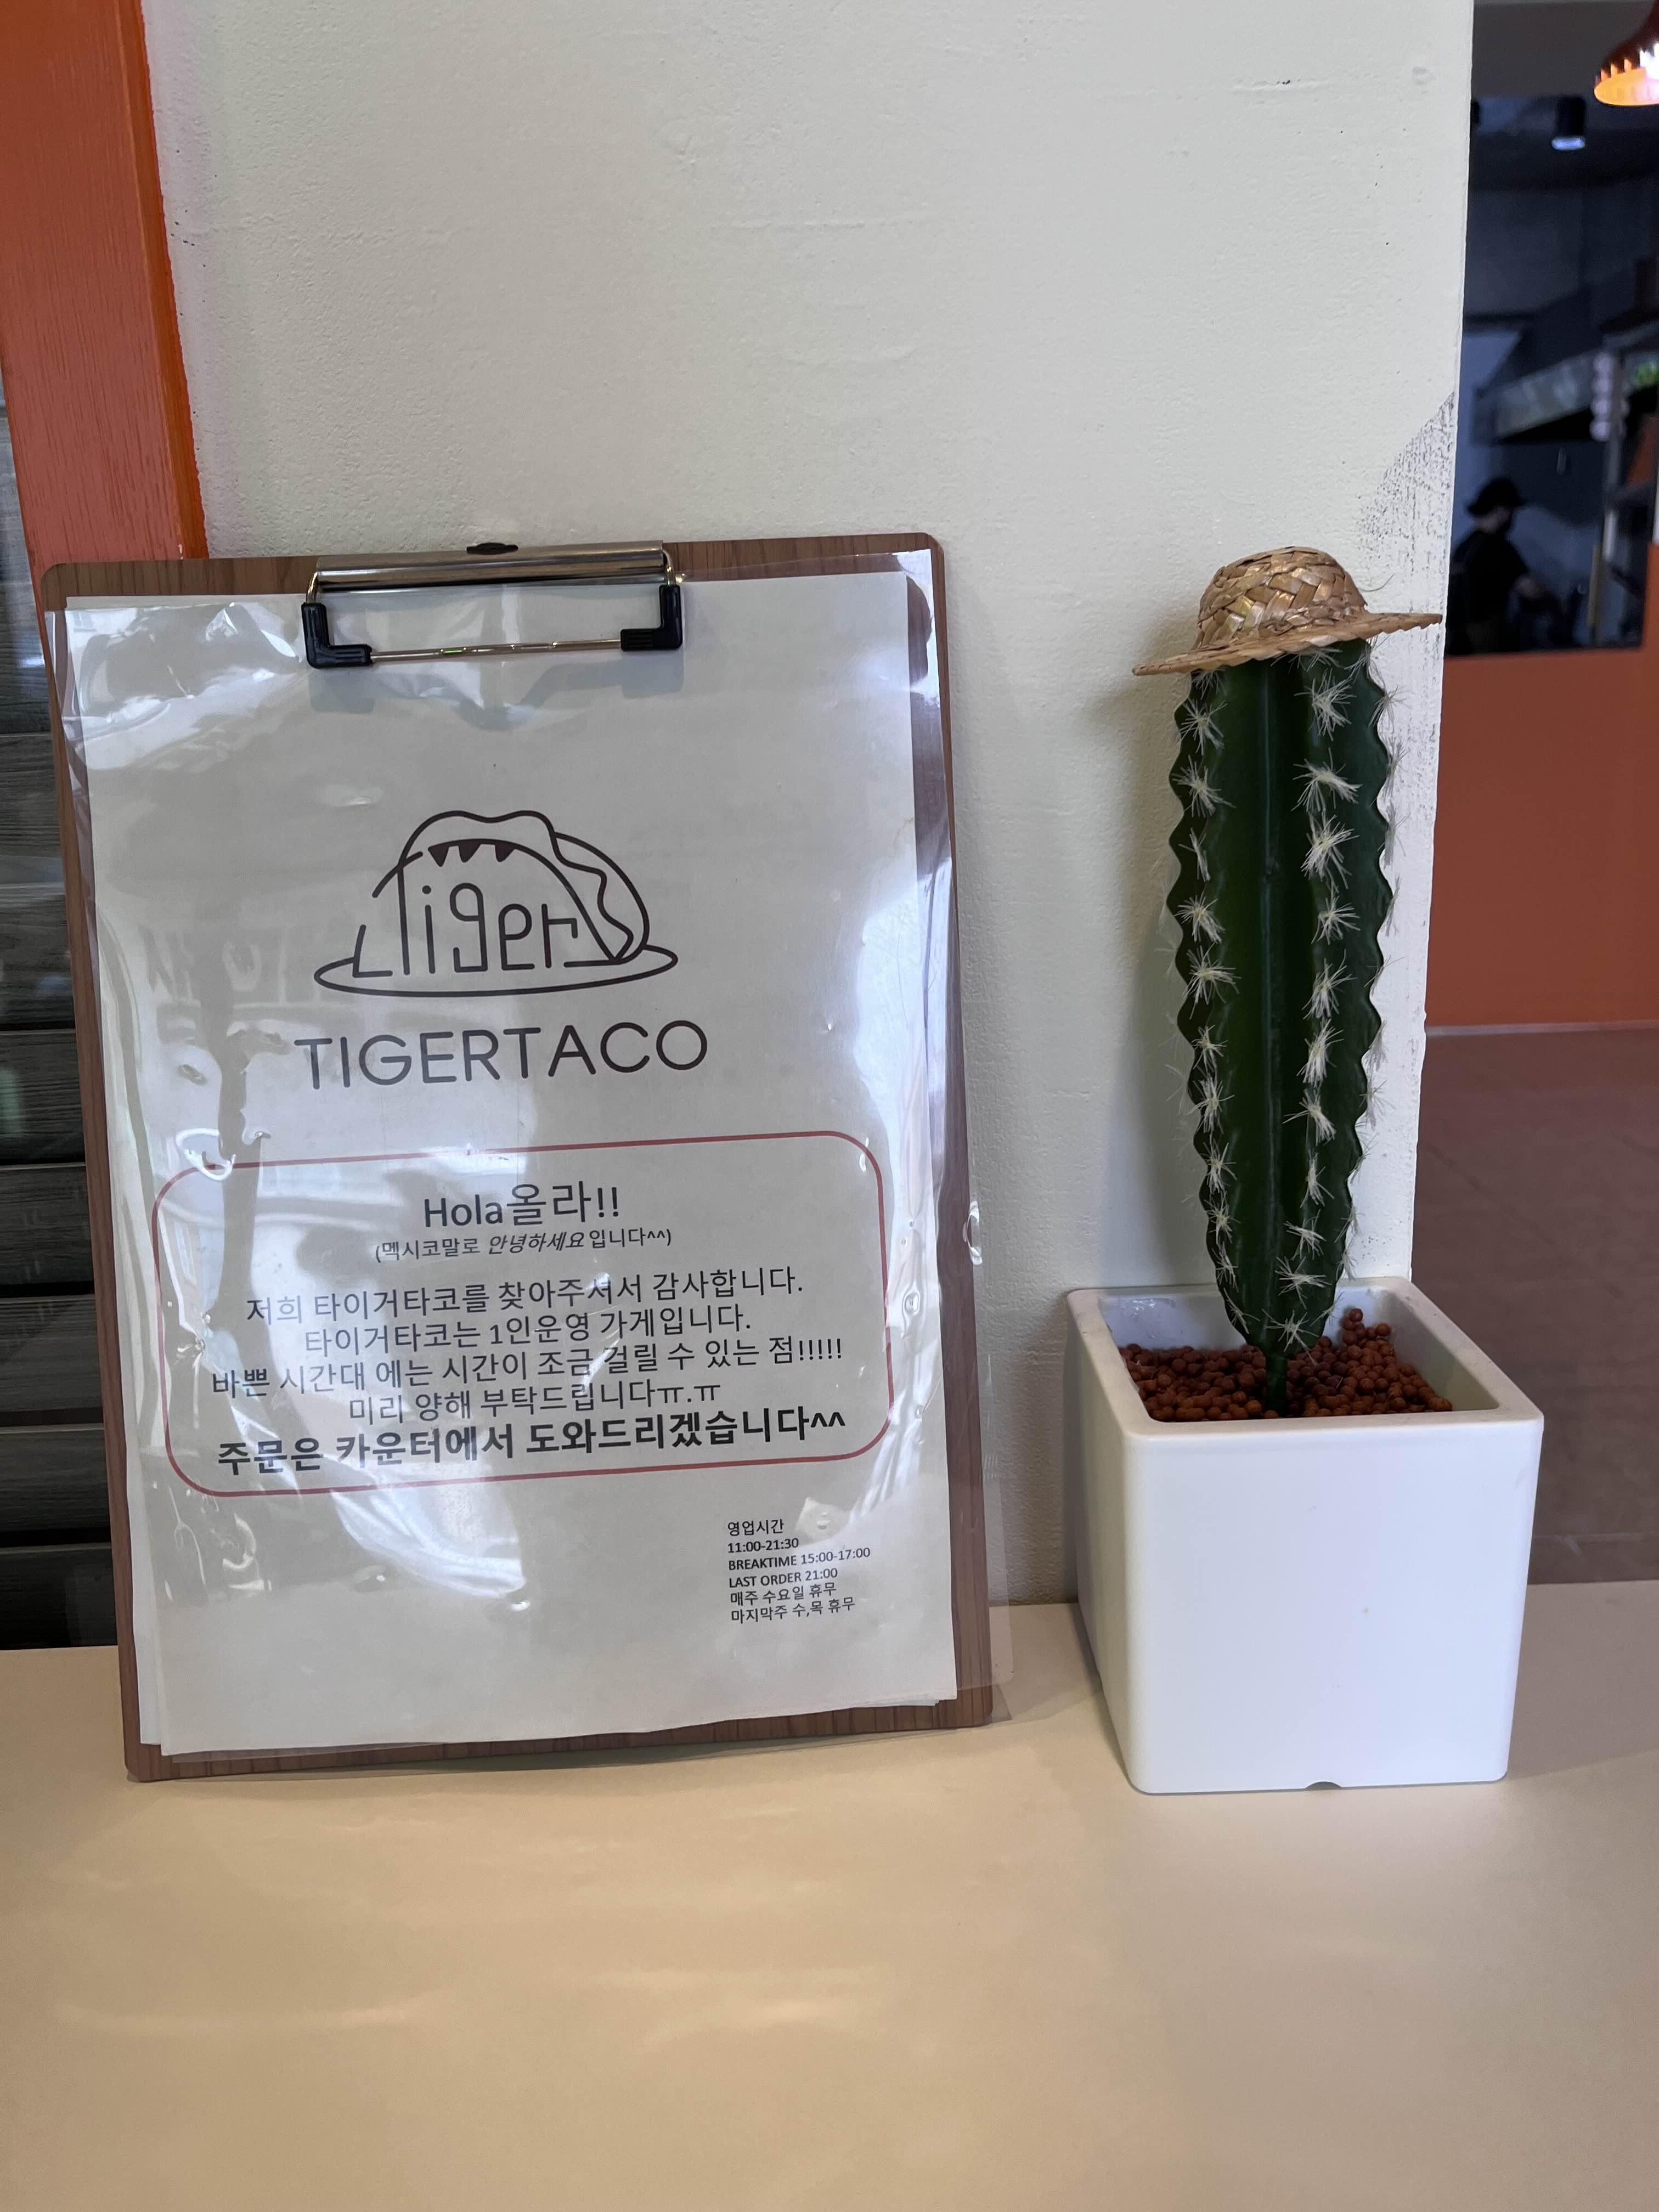 Tiger
TIGERTACO
Hola올라!!
(멕시코말로 안녕하세요 입니다^^)
저희 타이거타코를 찾아주셔서 감사합니다.
타이거타코는 1인운영 가게입니다.
바쁜 시간대 에는 시간이 조금 걸릴 수 있는 점!!!!!
미리 양해 부탁드립니다ㅠ.ㅠ
주문은 카운터에서 도와드리겠습니다^^
영업시간
11:00-21:30
BREAKTIME 15:00-17:00
LAST ORDER 21:00
매주 수요일 휴무
마지막주 수,목 휴무